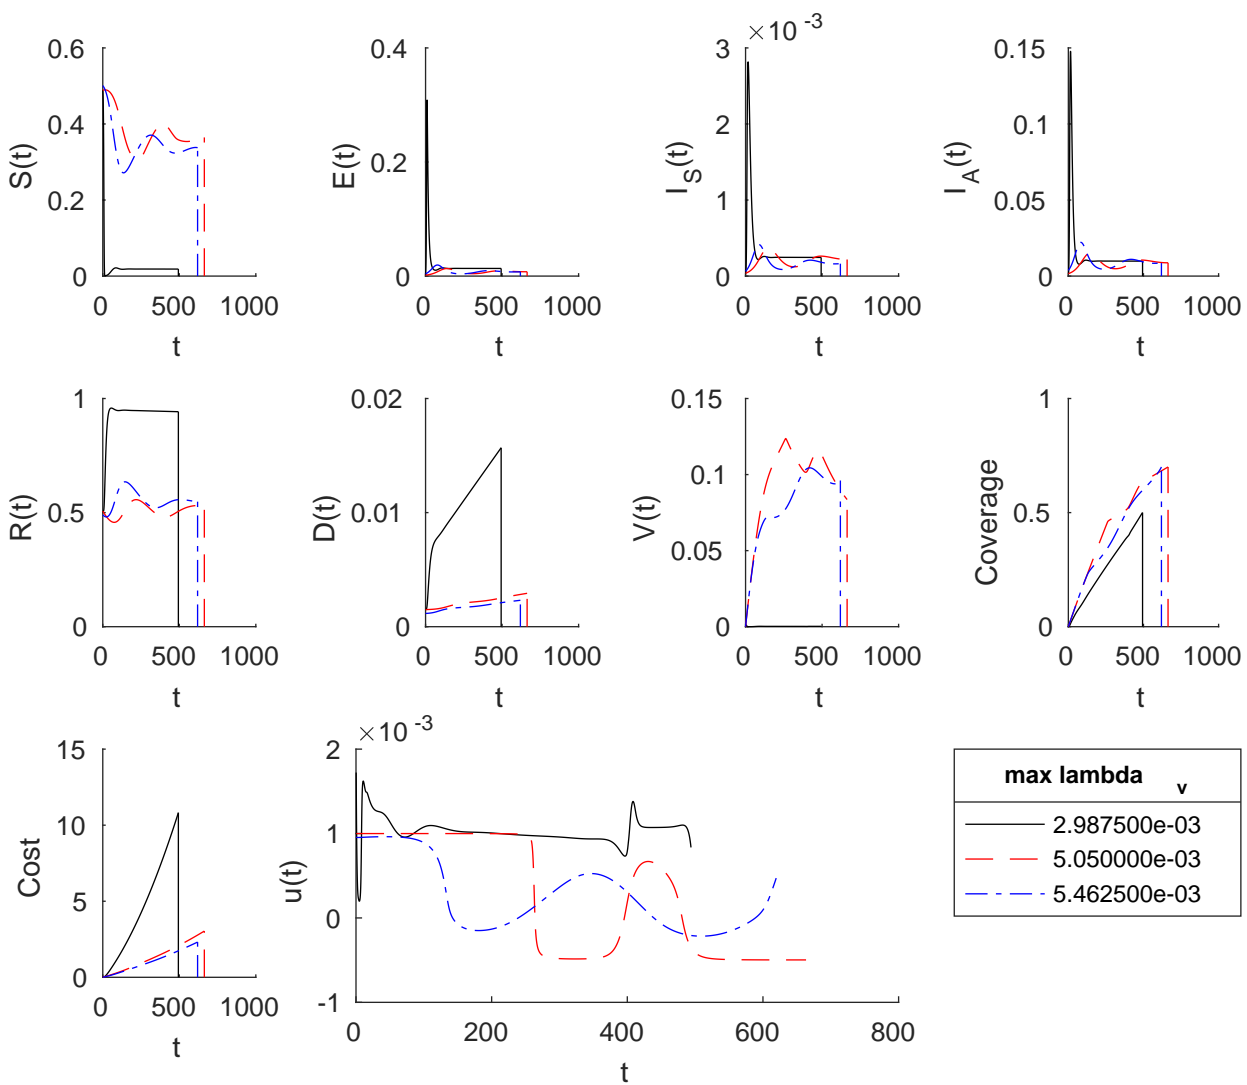 0.6
0.4
0.2
0
S(t)
0 500 1000
t
0.4
0.2
0
E(t)
0 500 1000
t
× 10 -3
3
2
1
0
I_S(t)
0 500 1000
t
0.15
0.1
0.05
0
I_A(t)
0 500 1000
t
1
0.5
0
R(t)
0 500 1000
t
0.02
0.01
0
D(t)
0 500 1000
t
0.15
0.1
0.05
0
V(t)
0 500 1000
t
1
0.5
0
Coverage
0 500 1000
t
15
10
5
0
Cost
0 500 1000
t
× 10 -3
2
1
0
-1
u(t)
0 200 400 600 800
t
max lambda v
2.987500e-03
5.050000e-03
5.462500e-03